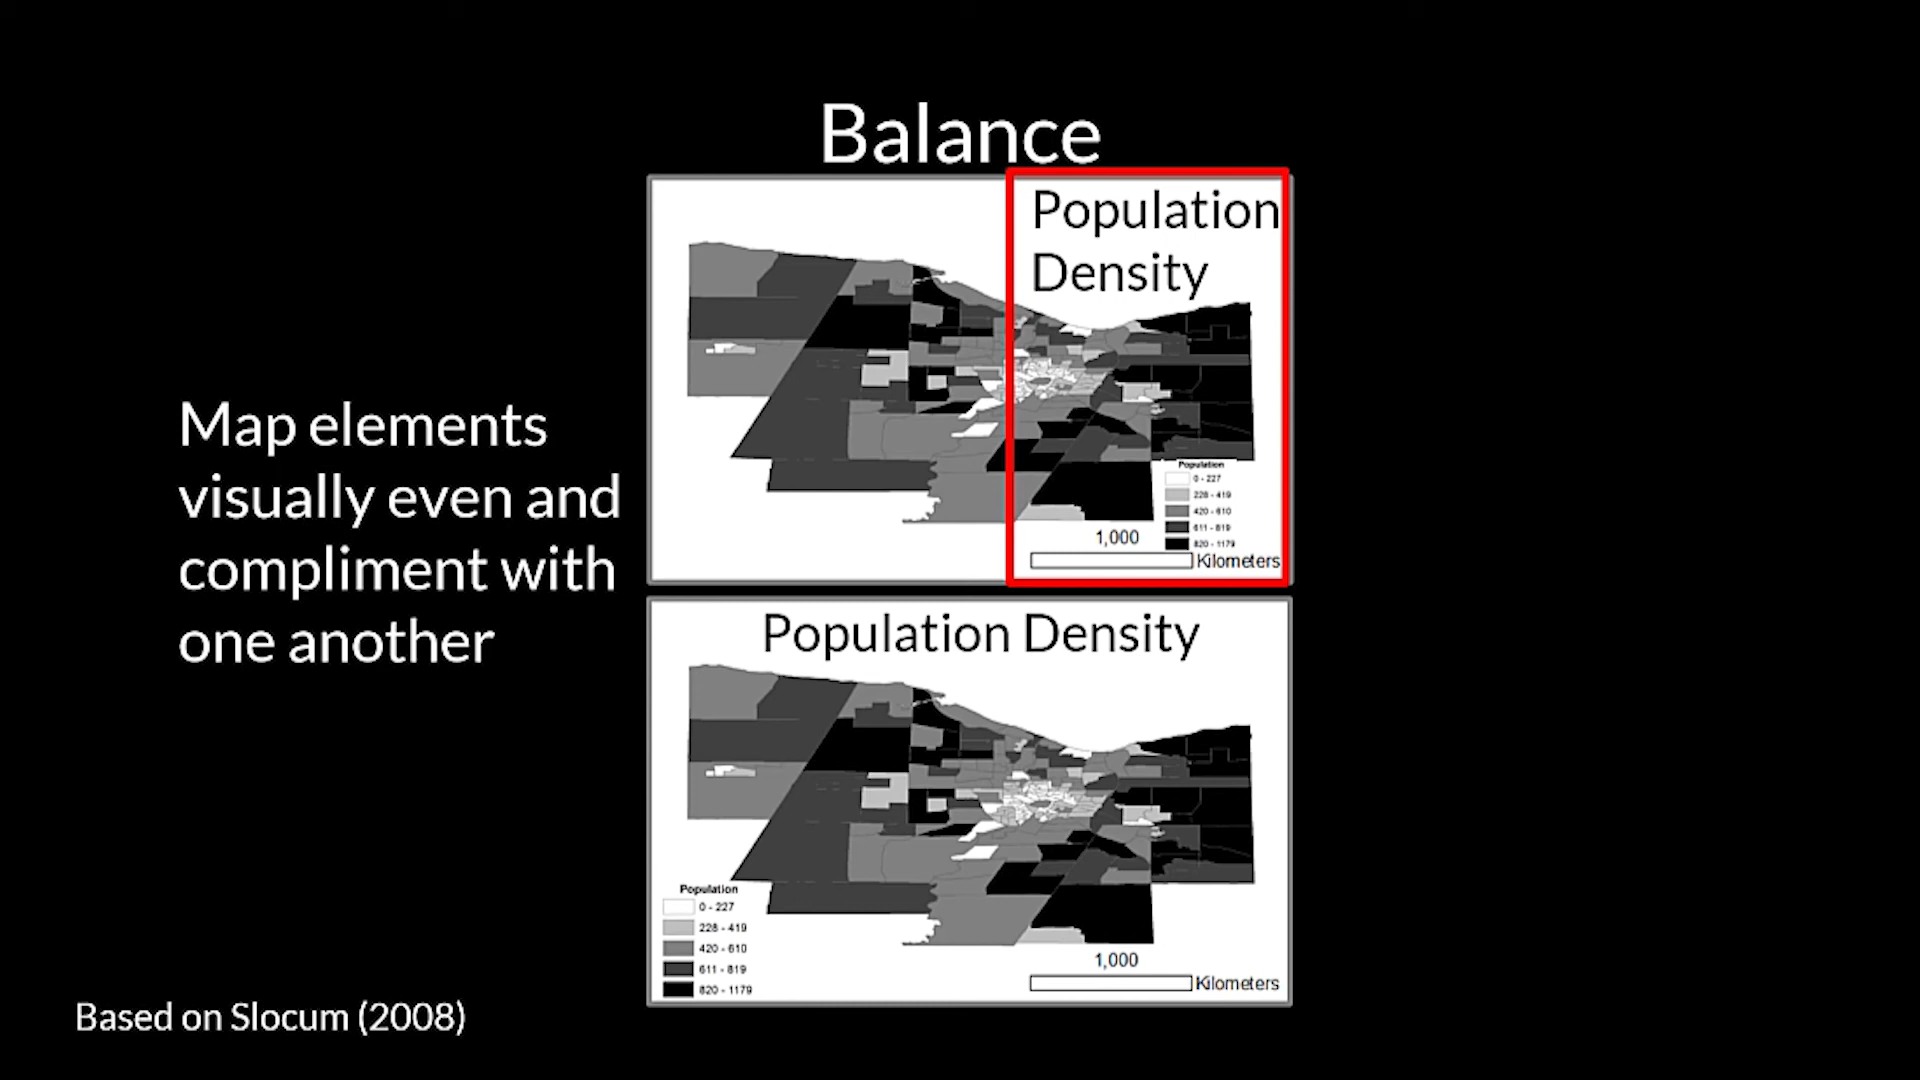 Balance
Map elements
visually even and
compliment with
one another
Population
Density
Population
0 - 227
228 - 419
420 - 610
611 - 819
820 - 1179
1,000
Kilometers
Population Density
Population
0 - 227
228 - 419
420 - 610
611 - 819
820 - 1179
1,000
Kilometers
Based on Slocum (2008)